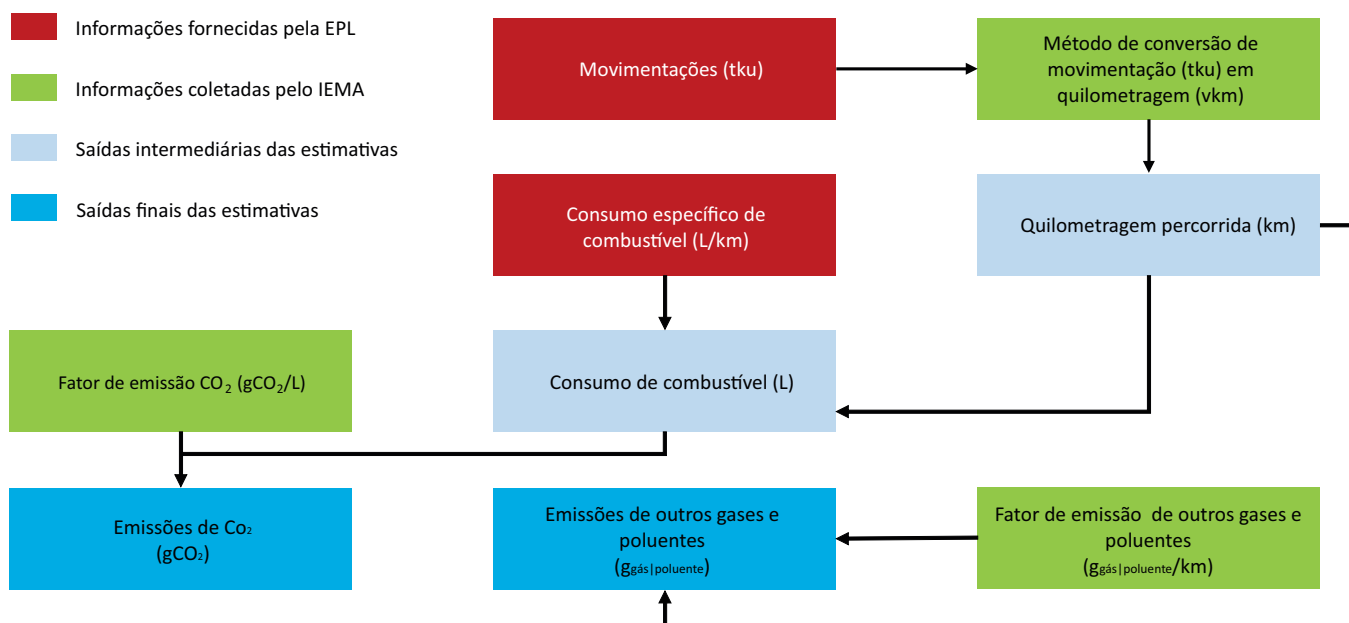 Informações fornecidas pela EPL
Informações coletadas pelo IEMA
Saídas intermediárias das estimativas
Saídas finais das estimativas
Movimentações (tku)
Método de conversão de
movimentação (tku) em
quilometragem (vkm)
Consumo específico de
combustível (L/km)
Quilometragem percorrida (km)
Fator de emissão CO₂ (gCO₂/L)
Consumo de combustível (L)
Emissões de Co₂
(gCO₂)
Emissões de outros gases e
poluentes
(ggás|poluente)
Fator de emissão de outros gases e
poluentes
(ggás|poluente/km)